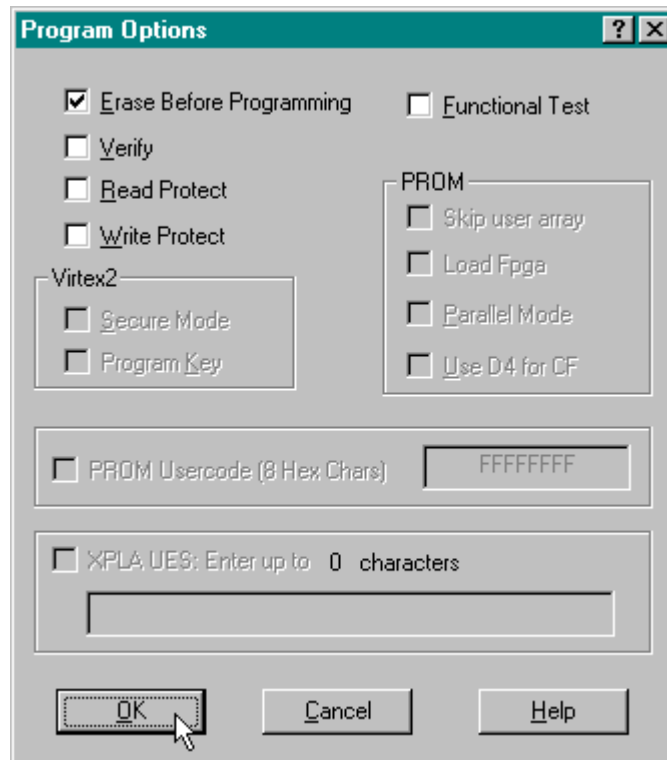 Program Options
Erase Before Programming
Functional Test
Verify
Read Protect
Write Protect
PROM
Skip user array
Load Fpga
Parallel Mode
Use D4 for CF
Virtex2
Secure Mode
Program Key
PROM Usercode (8 Hex Chars) FFFFFFFF
XPLA UES: Enter up to 0 characters
OK Cancel Help